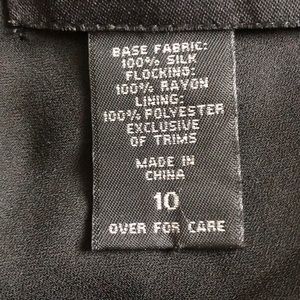 BASE FABRIC:
100% SILK
FLOCKING:
100% RAYON
LINING:
100% POLYESTER
EXCLUSIVE
OF TRIMS
MADE IN
CHINA
10
OVER FOR CARE